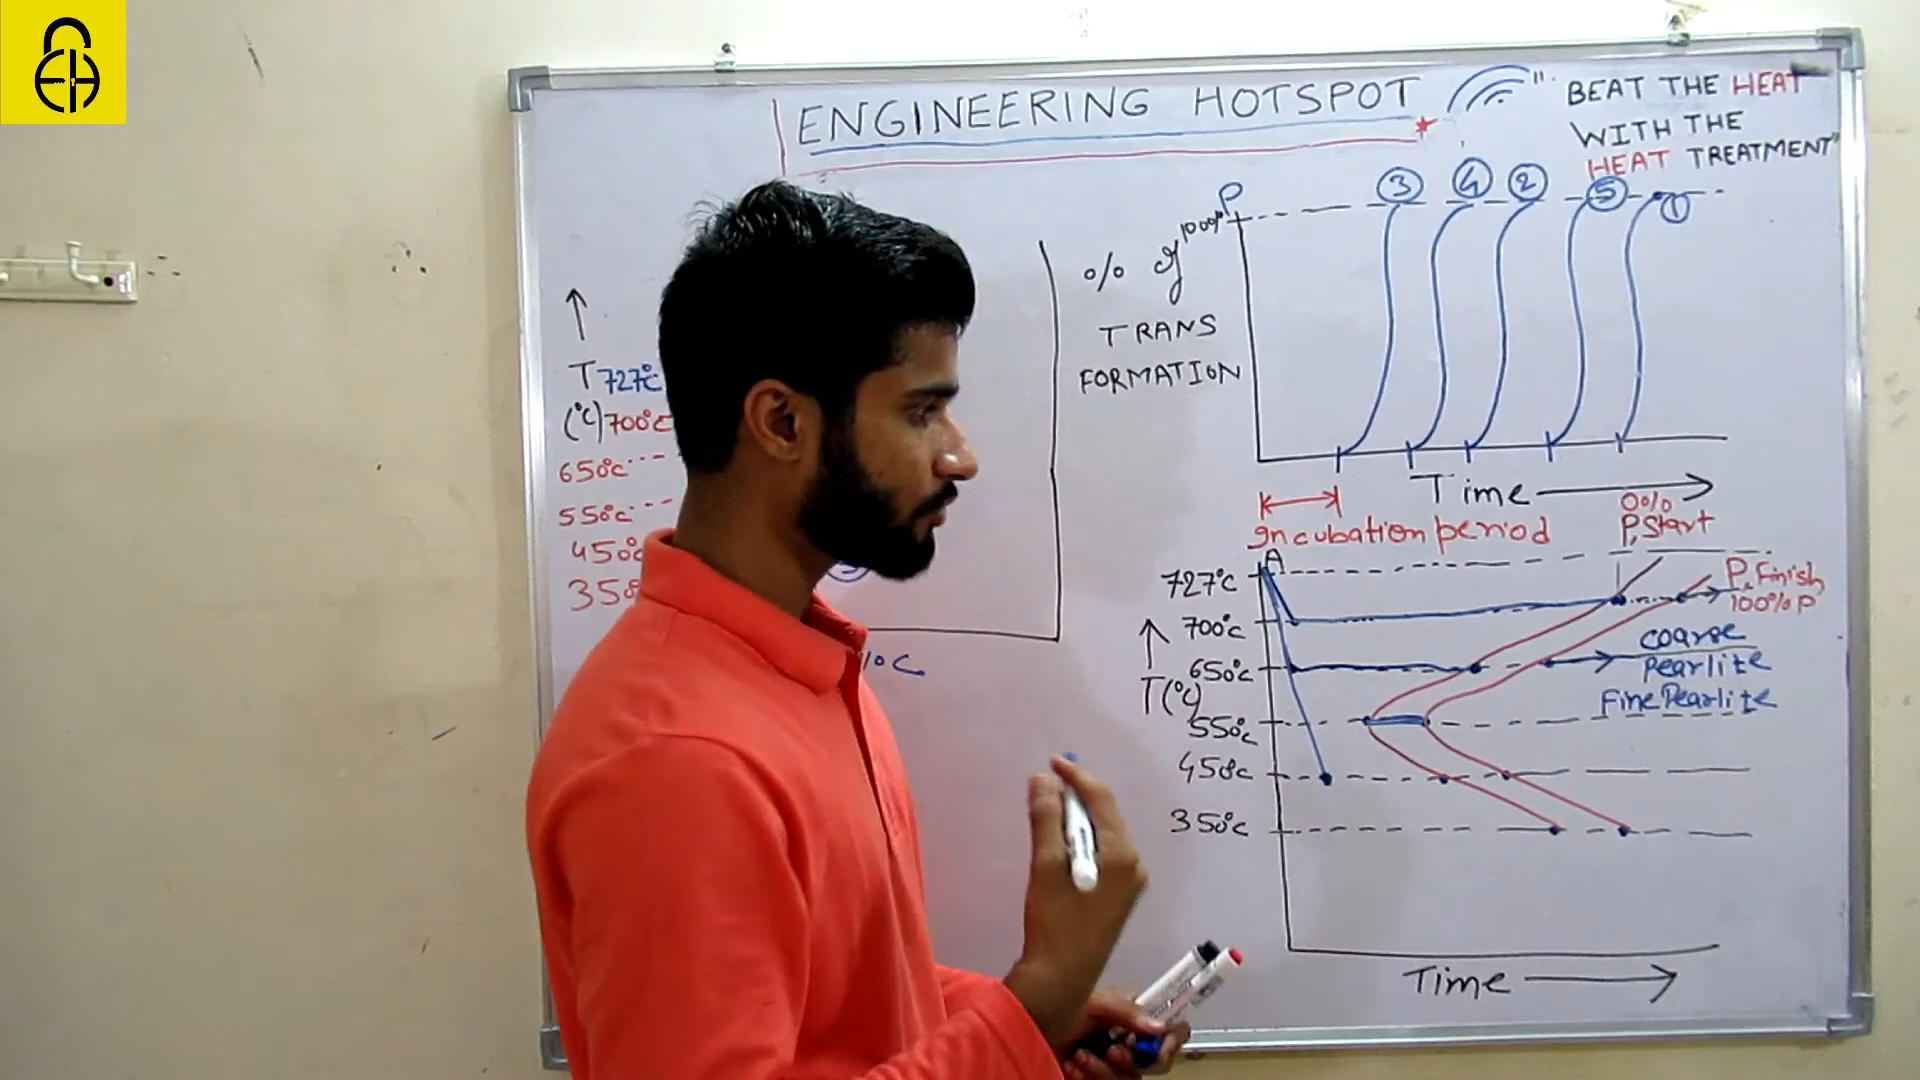 ENGINEERING HOTSPOT
" BEAT THE HEAT
WITH THE
HEAT TREATMENT"
T 727°C
(°C) 700°C
650°C
550°C
450°C
% C
P
100%
% of
TRANS
FORMATION
3 4 2 5 1
Time
Incubation period
0%
Ps Start
A
727°C
700°C
650°C
T(°C)
550°C
450°C
350°C
Pf Finish
100% P
coarse
Pearlite
Fine Pearlite
Time